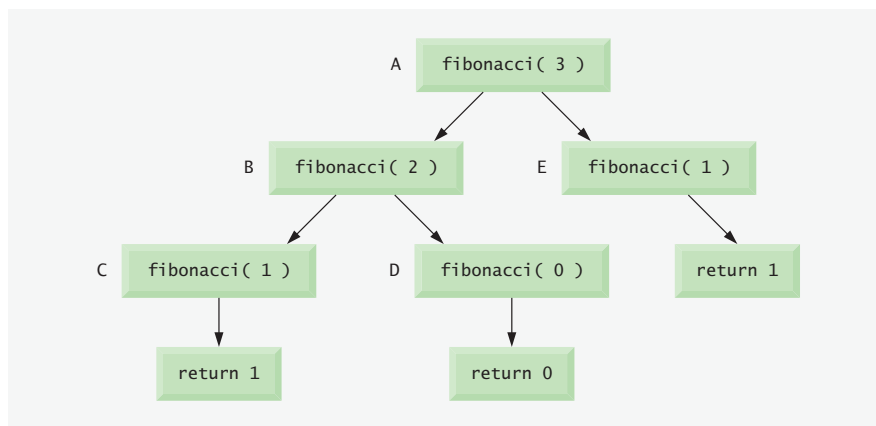 A fibonacci( 3 )
B fibonacci( 2 )
E fibonacci( 1 )
C fibonacci( 1 )
D fibonacci( 0 )
return 1
return 1
return 0